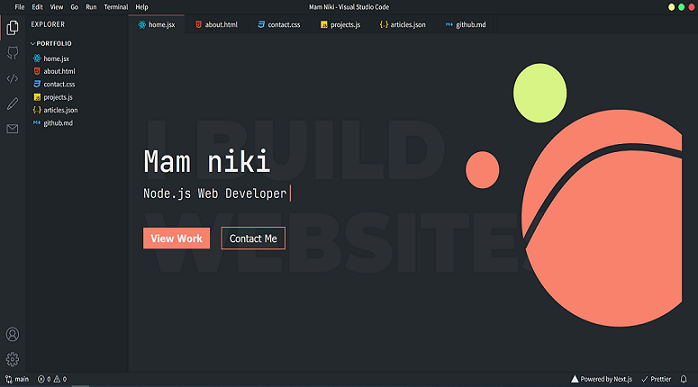 File Edit View Go Run Terminal Help
Mam Niki - Visual Studio Code
EXPLORER
home.jsx about.html contact.css projects.js articles.json github.md
PORTFOLIO
home.jsx
about.html
contact.css
projects.js
articles.json
github.md
I BUILD
WEBSITES
Mam niki
Node.js Web Developer
View Work Contact Me
main 0 0
Powered by Next.js Prettier